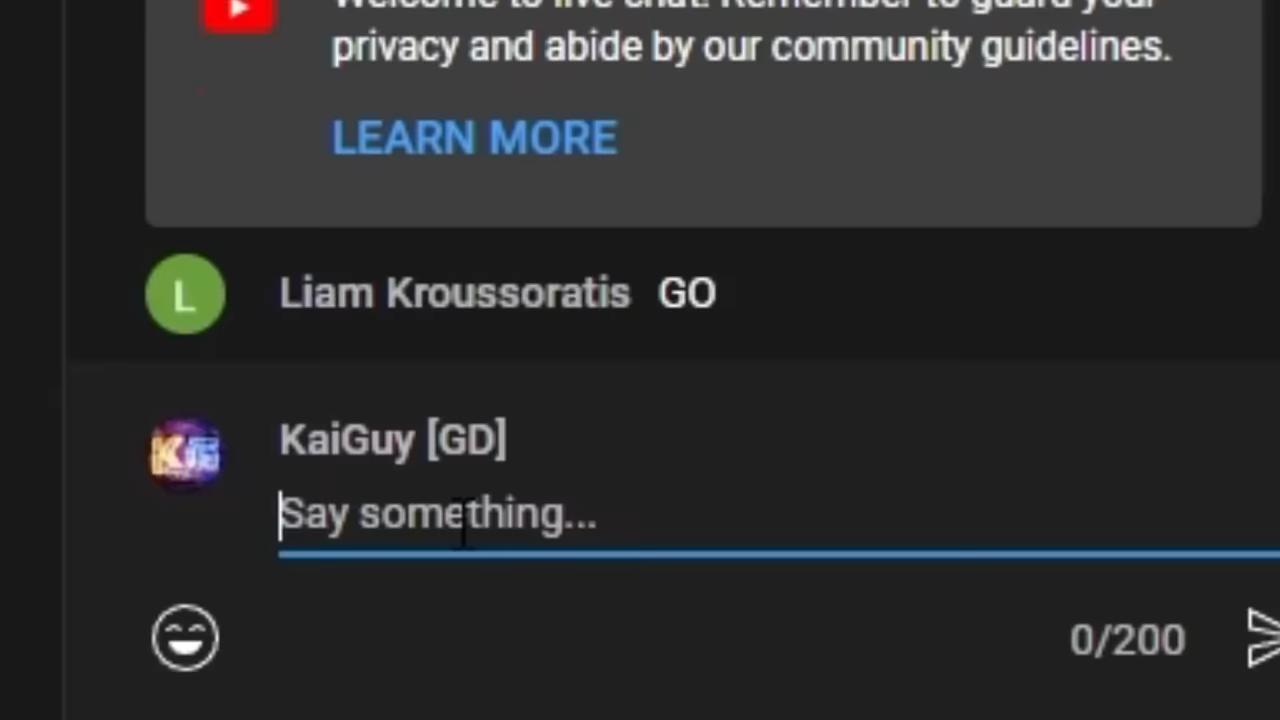 Welcome to live chat! Remember to guard your
privacy and abide by our community guidelines.
LEARN MORE
L Liam Kroussoratis GO
KaiGuy [GD]
Say something...
0/200